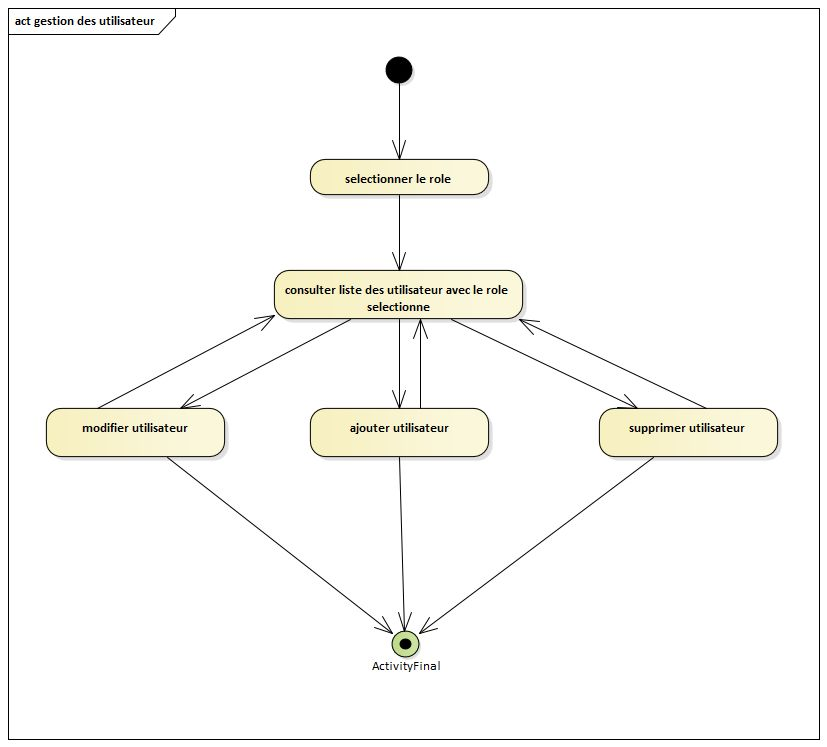 act gestion des utilisateur
selectionner le role
consulter liste des utilisateur avec le role
selectionne
modifier utilisateur
ajouter utilisateur
supprimer utilisateur
ActivityFinal